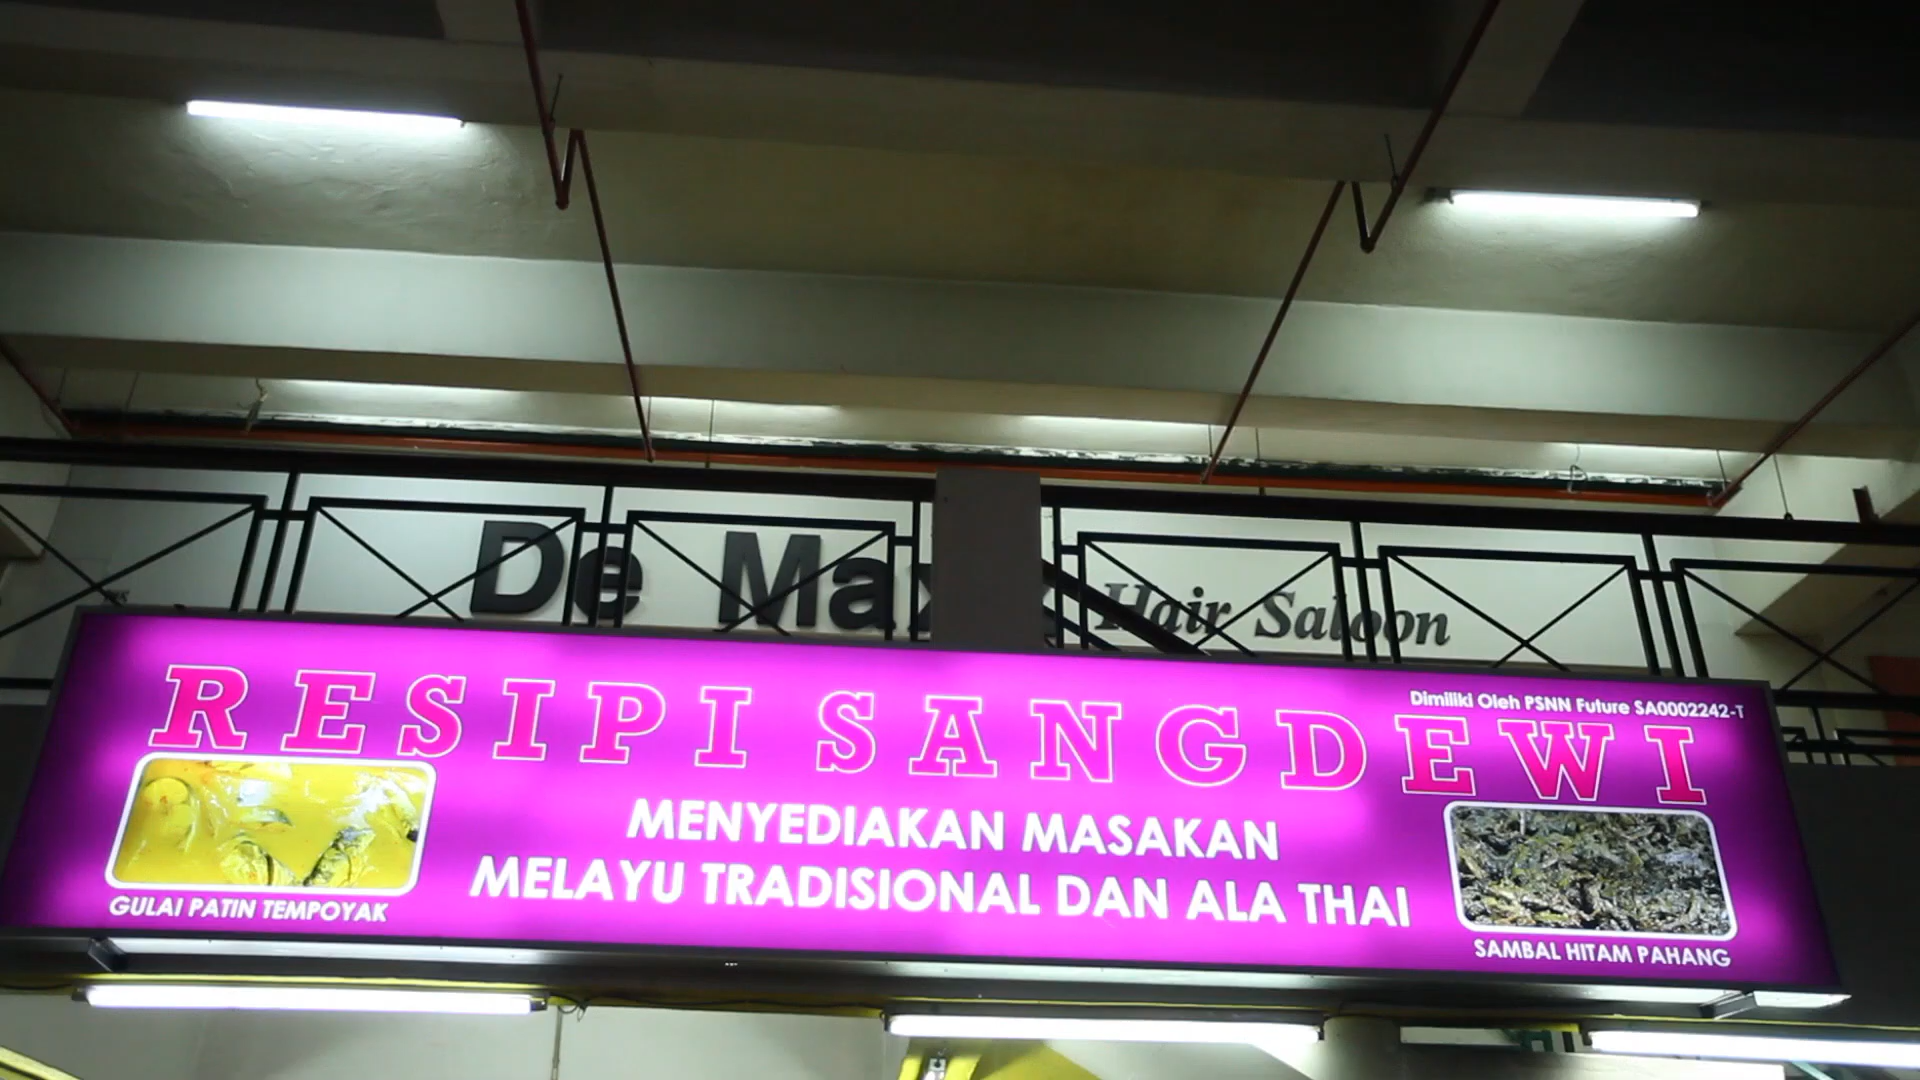 De Max
Hair Saloon
Dimiliki Oleh PSNN Future SA0002242-T
RESIPI SANGDEWI
MENYEDIAKAN MASAKAN
MELAYU TRADISIONAL DAN ALA THAI
GULAI PATIN TEMPOYAK
SAMBAL HITAM PAHANG